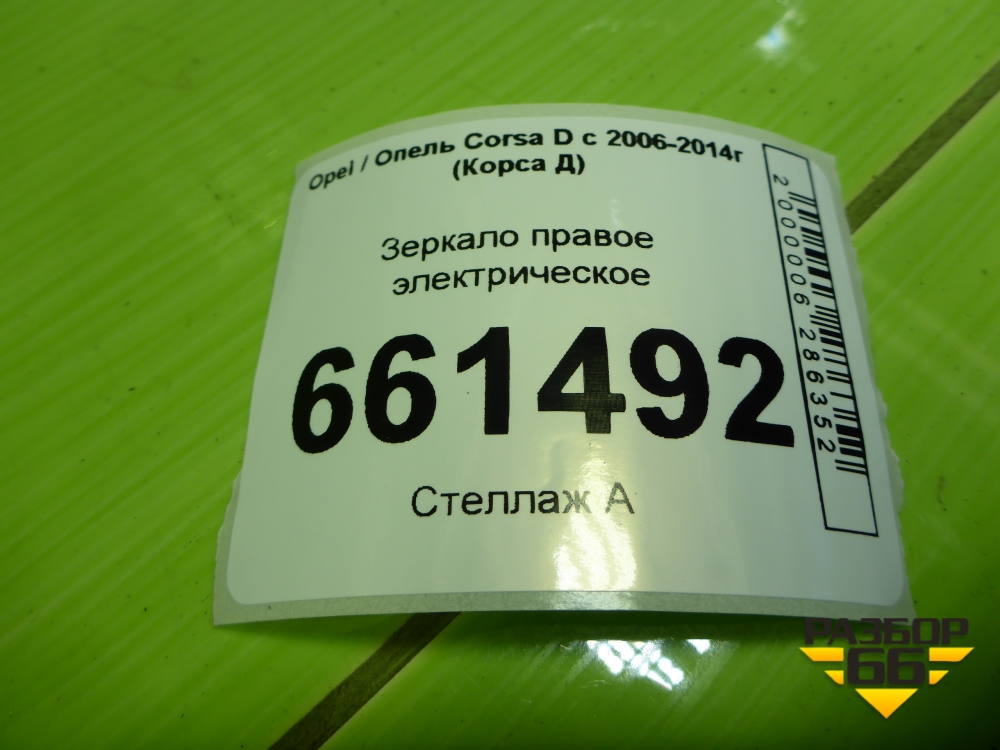 Opel / Опель Corsa D с 2006-2014г
(Корса Д)
Зеркало правое
электрическое
661492
Стеллаж А
2000006286352
РАЗБОР
66